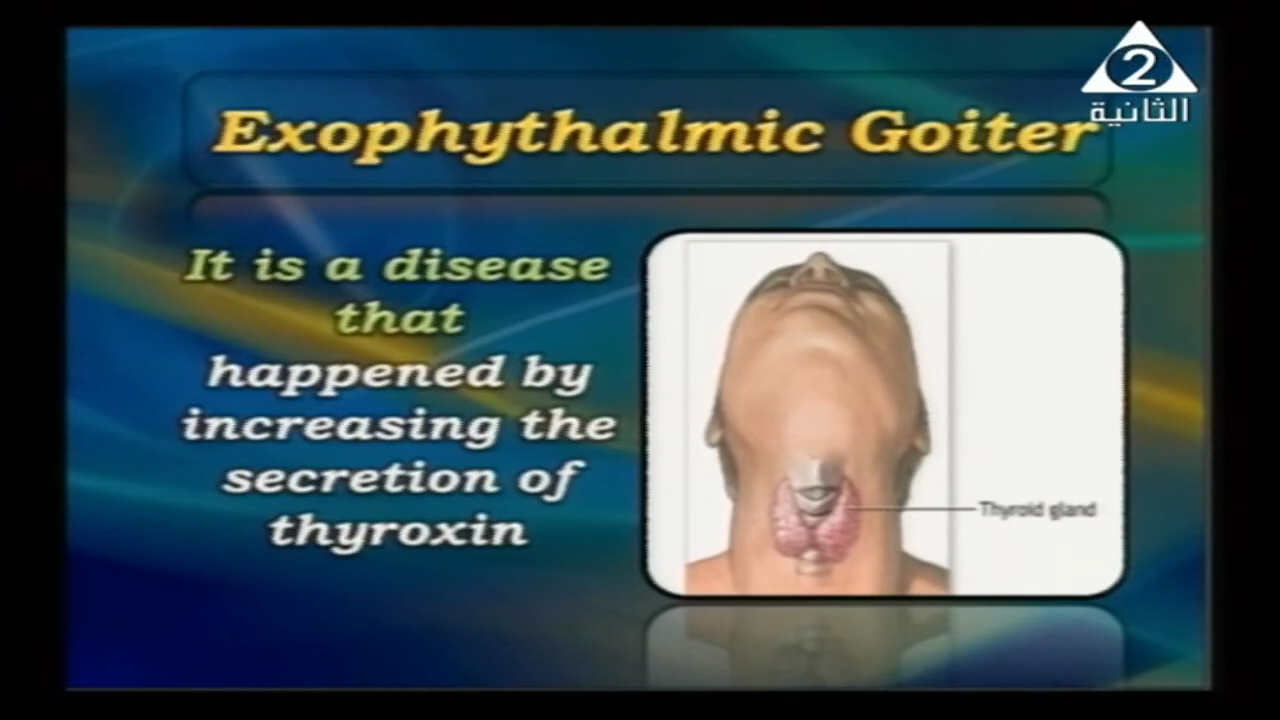 2
الثانية
Exophythalmic Goiter
It is a disease
that
happened by
increasing the
secretion of
thyroxin
Thyroid gland